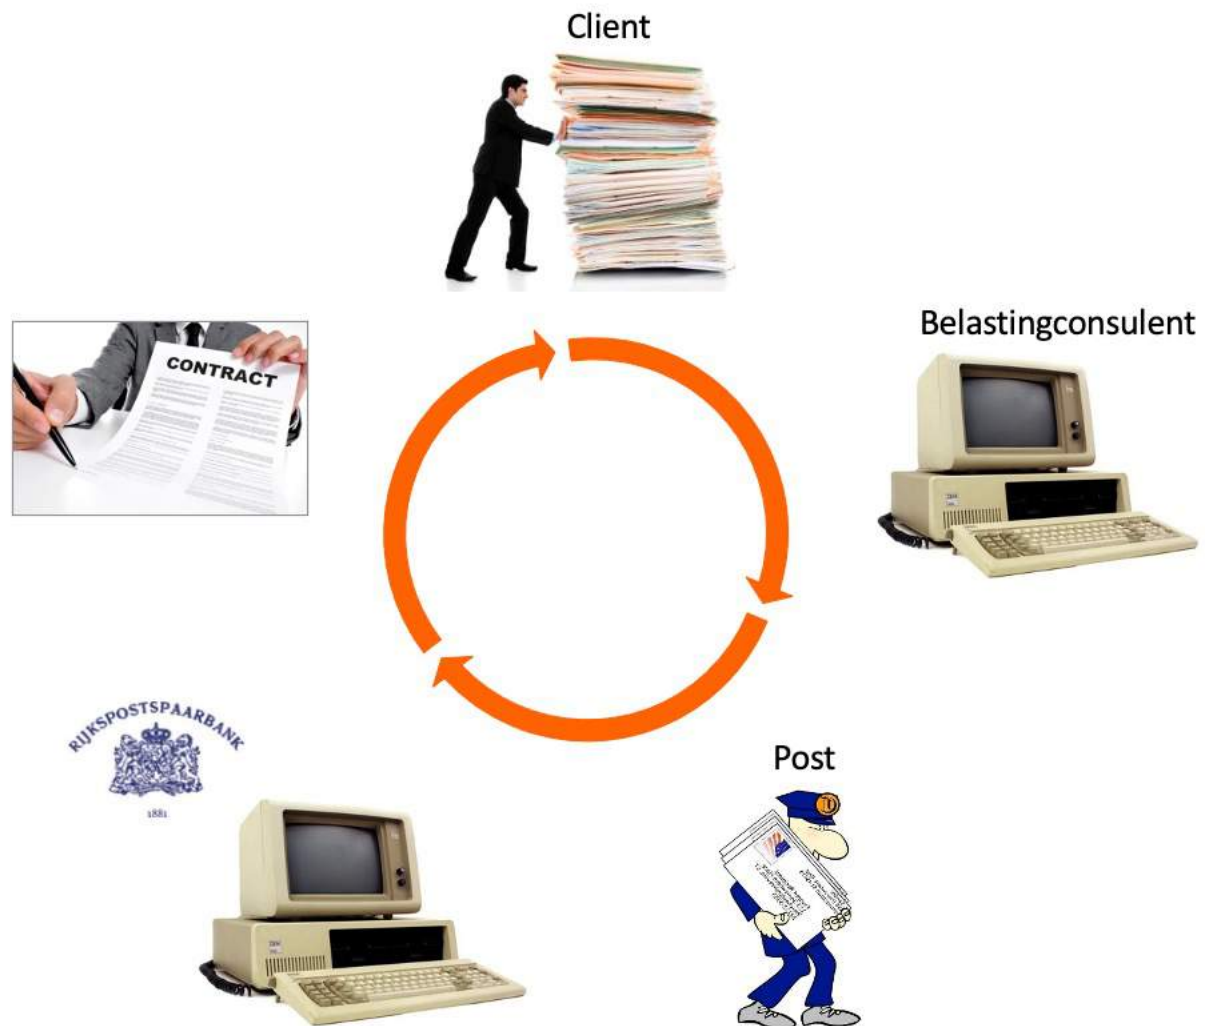 Client
Belastingconsulent
CONTRACT
RIJKSPOSTSPAARBANK
1881
Post